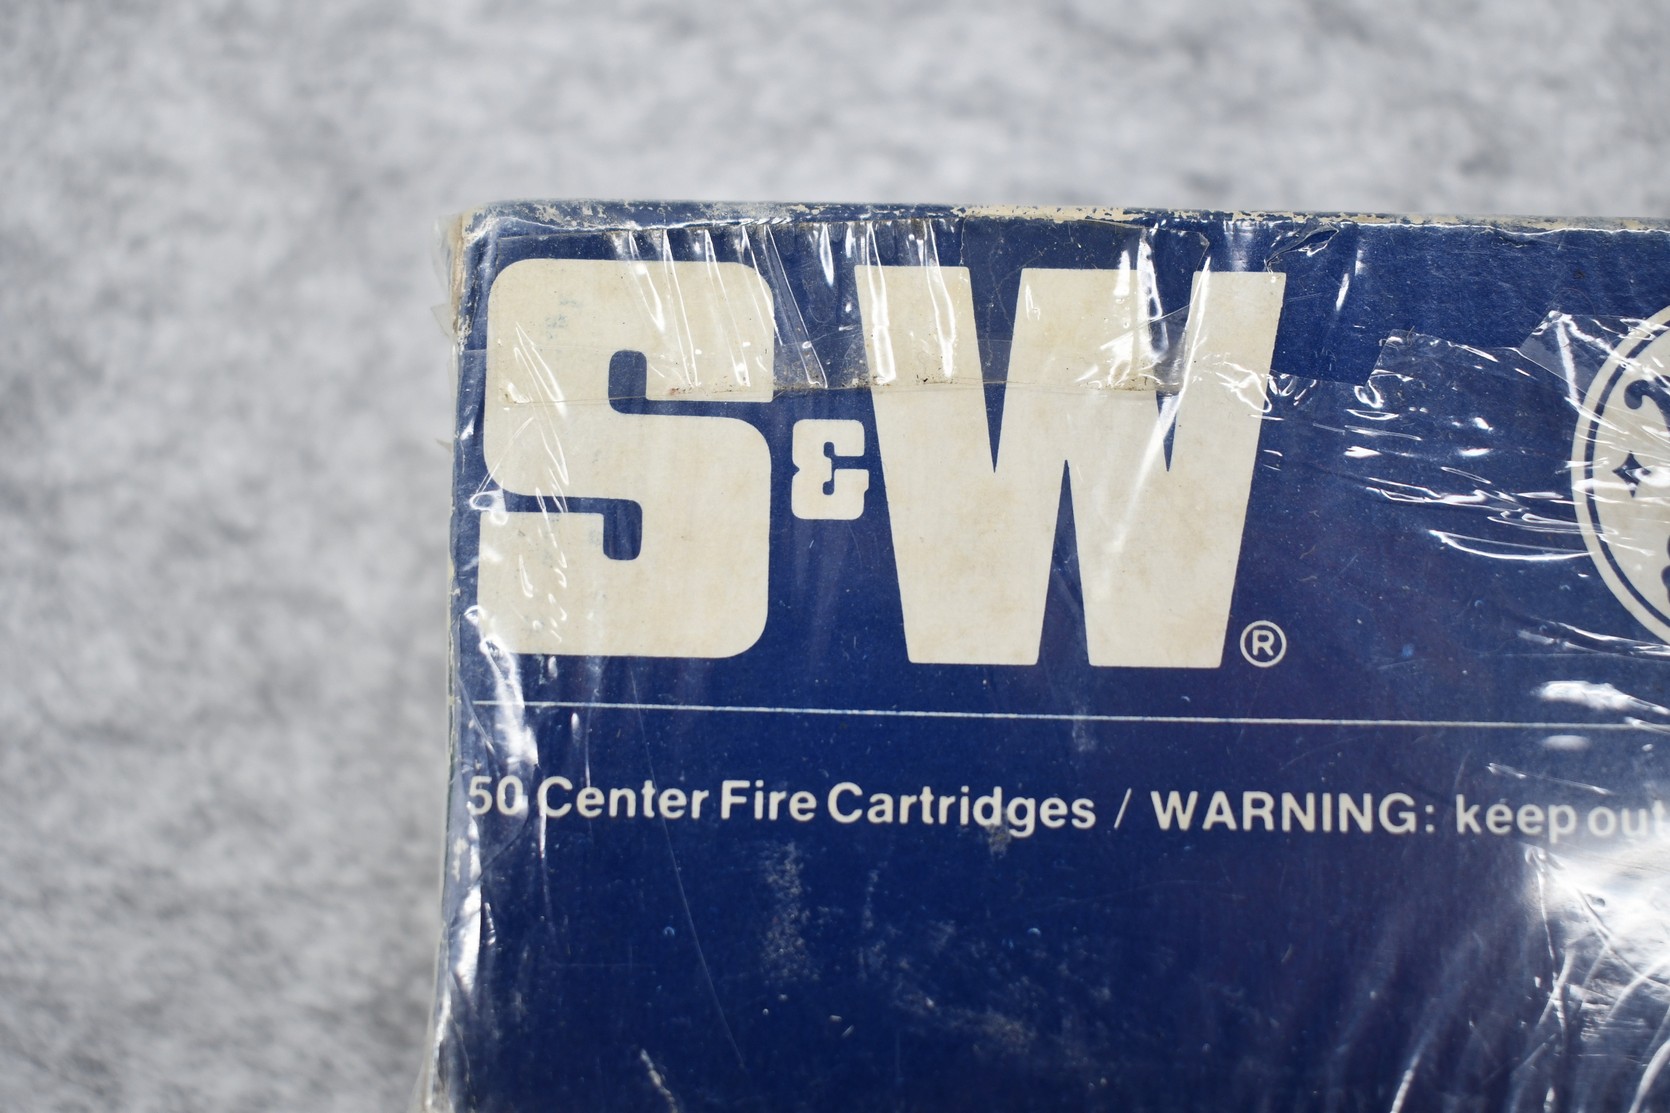 S&W®
50 Center Fire Cartridges / WARNING: keep out